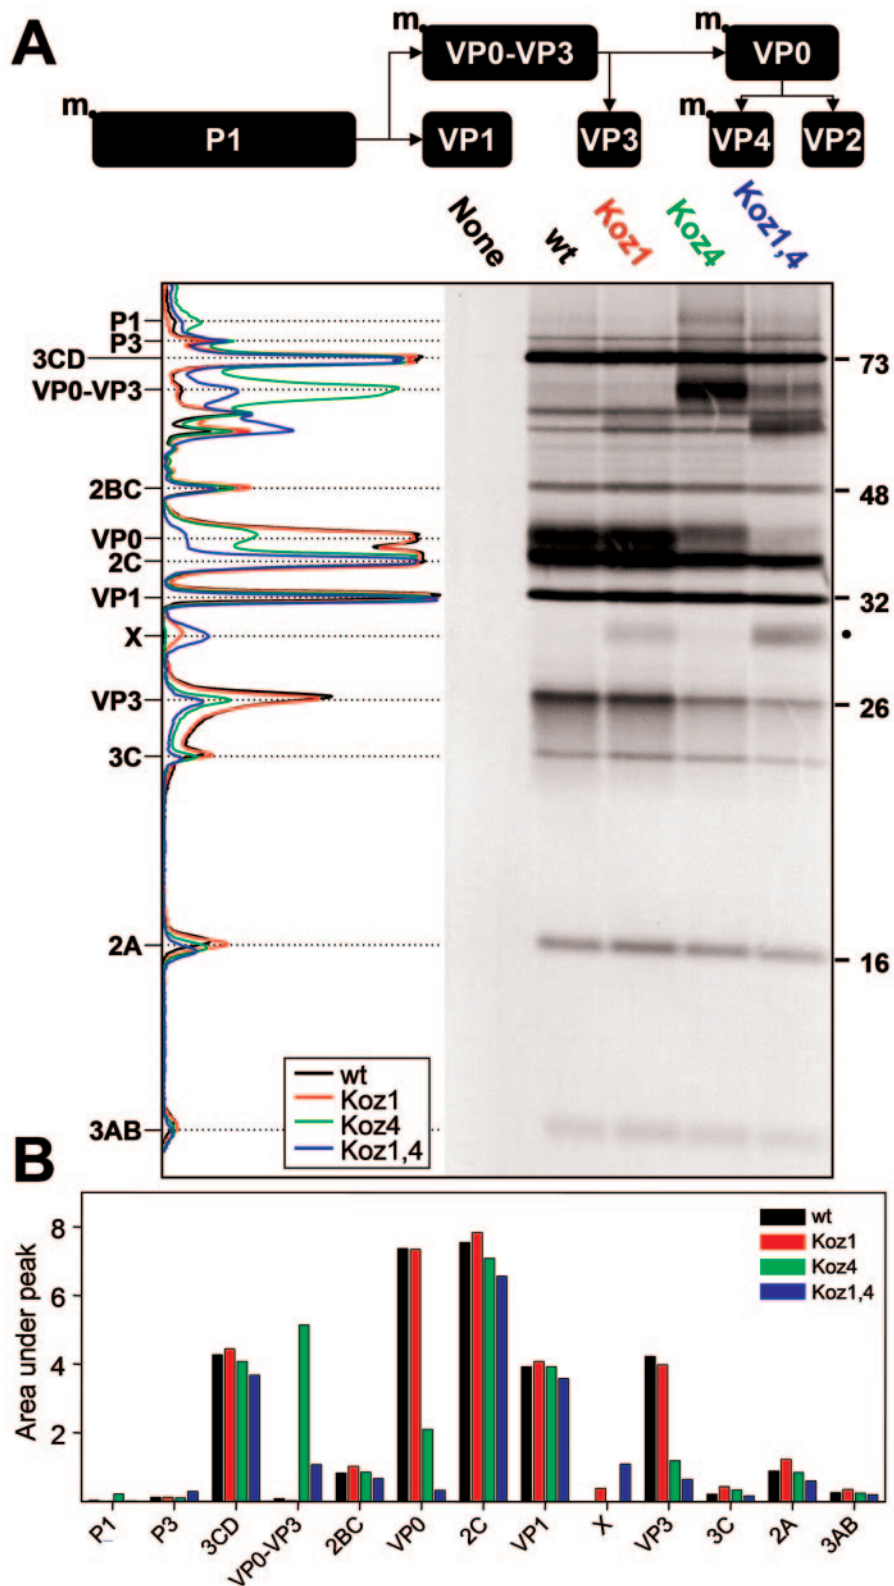 A
m.
VP0-VP3
m.
VP0
m.
P1
VP1
VP3
m.
VP4
VP2
None
wt
Koz1
Koz4
Koz1,4
P1
P3
3CD
VP0-VP3
2BC
VP0
2C
VP1
X
VP3
3C
2A
3AB
73
48
32
26
16
wt
Koz1
Koz4
Koz1,4
B
Area under peak
8
6
4
2
wt
Koz1
Koz4
Koz1,4
P1
P3
3CD
VP0-VP3
2BC
VP0
2C
VP1
X
VP3
3C
2A
3AB